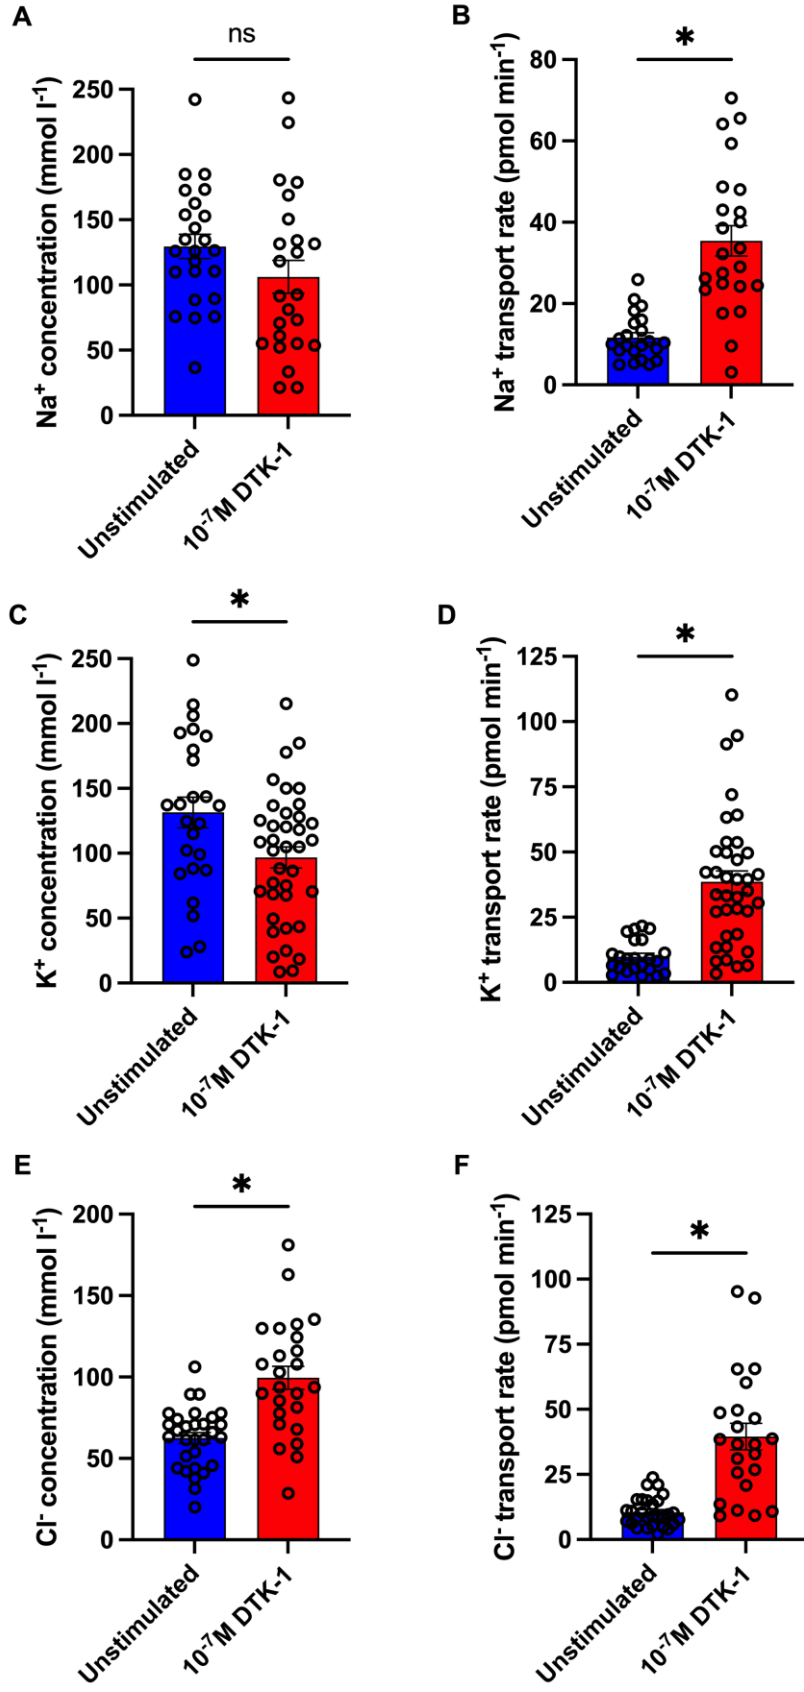 A
ns
Na⁺ concentration (mmol l⁻¹)
250
200
150
100
50
0
Unstimulated
10⁻⁷M DTK-1
B
*
Na⁺ transport rate (pmol min⁻¹)
80
60
40
20
0
Unstimulated
10⁻⁷M DTK-1
C
*
K⁺ concentration (mmol l⁻¹)
250
200
150
100
50
0
Unstimulated
10⁻⁷M DTK-1
D
*
K⁺ transport rate (pmol min⁻¹)
125
100
75
50
25
0
Unstimulated
10⁻⁷M DTK-1
E
*
Cl⁻ concentration (mmol l⁻¹)
200
150
100
50
0
Unstimulated
10⁻⁷M DTK-1
F
*
Cl⁻ transport rate (pmol min⁻¹)
125
100
75
50
25
0
Unstimulated
10⁻⁷M DTK-1